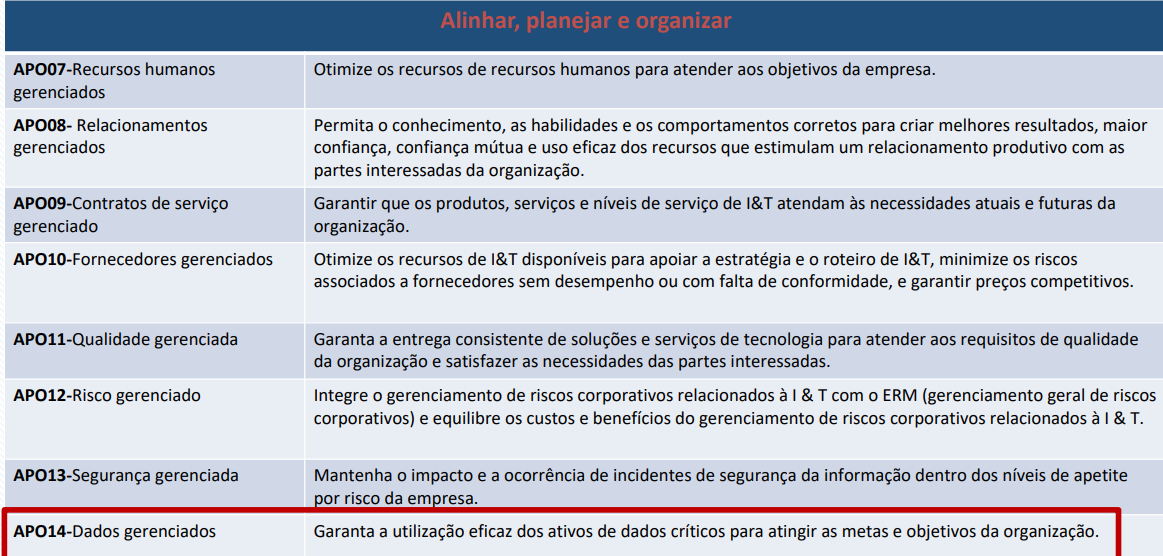 Alinhar, planejar e organizar
APO07-Recursos humanos
gerenciados
Otimize os recursos de recursos humanos para atender aos objetivos da empresa.
APO08- Relacionamentos
gerenciados
Permita o conhecimento, as habilidades e os comportamentos corretos para criar melhores resultados, maior
confiança, confiança mútua e uso eficaz dos recursos que estimulam um relacionamento produtivo com as
partes interessadas da organização.
APO09-Contratos de serviço
gerenciado
Garantir que os produtos, serviços e níveis de serviço de I&T atendam às necessidades atuais e futuras da
organização.
APO10-Fornecedores gerenciados
Otimize os recursos de I&T disponíveis para apoiar a estratégia e o roteiro de I&T, minimize os riscos
associados a fornecedores sem desempenho ou com falta de conformidade, e garantir preços competitivos.
APO11-Qualidade gerenciada
Garanta a entrega consistente de soluções e serviços de tecnologia para atender aos requisitos de qualidade
da organização e satisfazer as necessidades das partes interessadas.
APO12-Risco gerenciado
Integre o gerenciamento de riscos corporativos relacionados à I & T com o ERM (gerenciamento geral de riscos
corporativos) e equilibre os custos e benefícios do gerenciamento de riscos corporativos relacionados à I & T.
APO13-Segurança gerenciada
Mantenha o impacto e a ocorrência de incidentes de segurança da informação dentro dos níveis de apetite
por risco da empresa.
APO14-Dados gerenciados
Garanta a utilização eficaz dos ativos de dados críticos para atingir as metas e objetivos da organização.